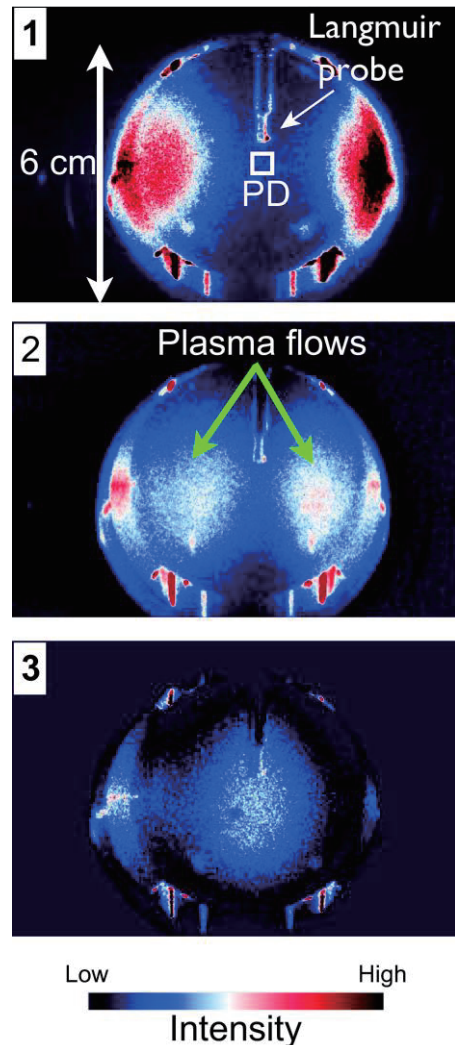 1
Langmuir
probe
6 cm
PD
2
Plasma flows
3
Low
High
Intensity